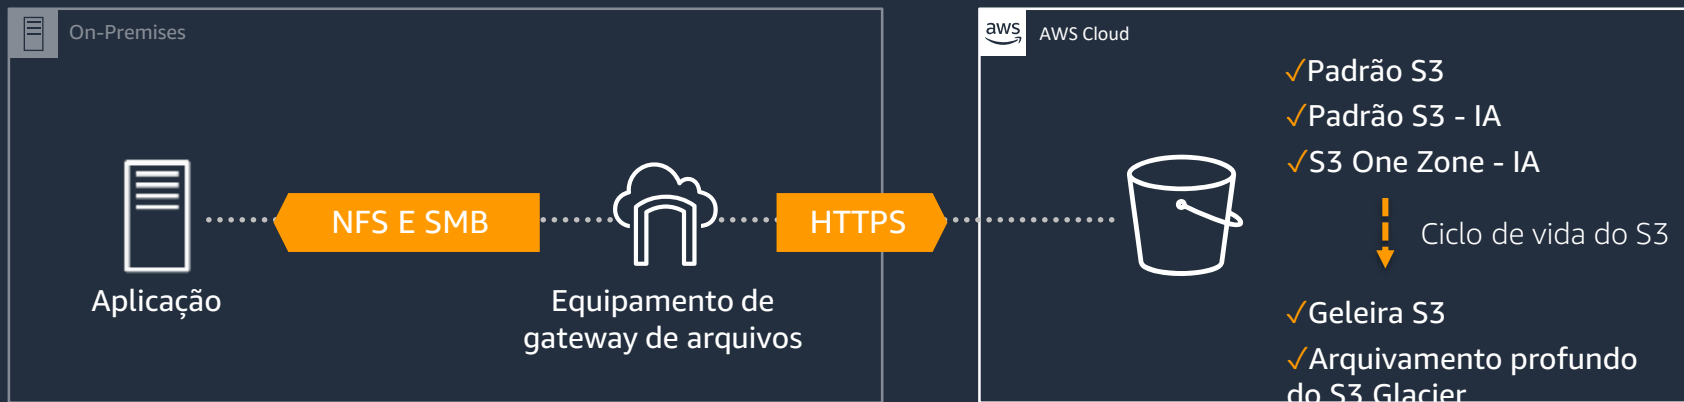 On-Premises
aws
AWS Cloud
✓Padrão S3
✓Padrão S3 - IA
✓S3 One Zone - IA
NFS E SMB
HTTPS
Ciclo de vida do S3
Aplicação
Equipamento de
gateway de arquivos
✓Geleira S3
✓Arquivamento profundo
do S3 Glacier